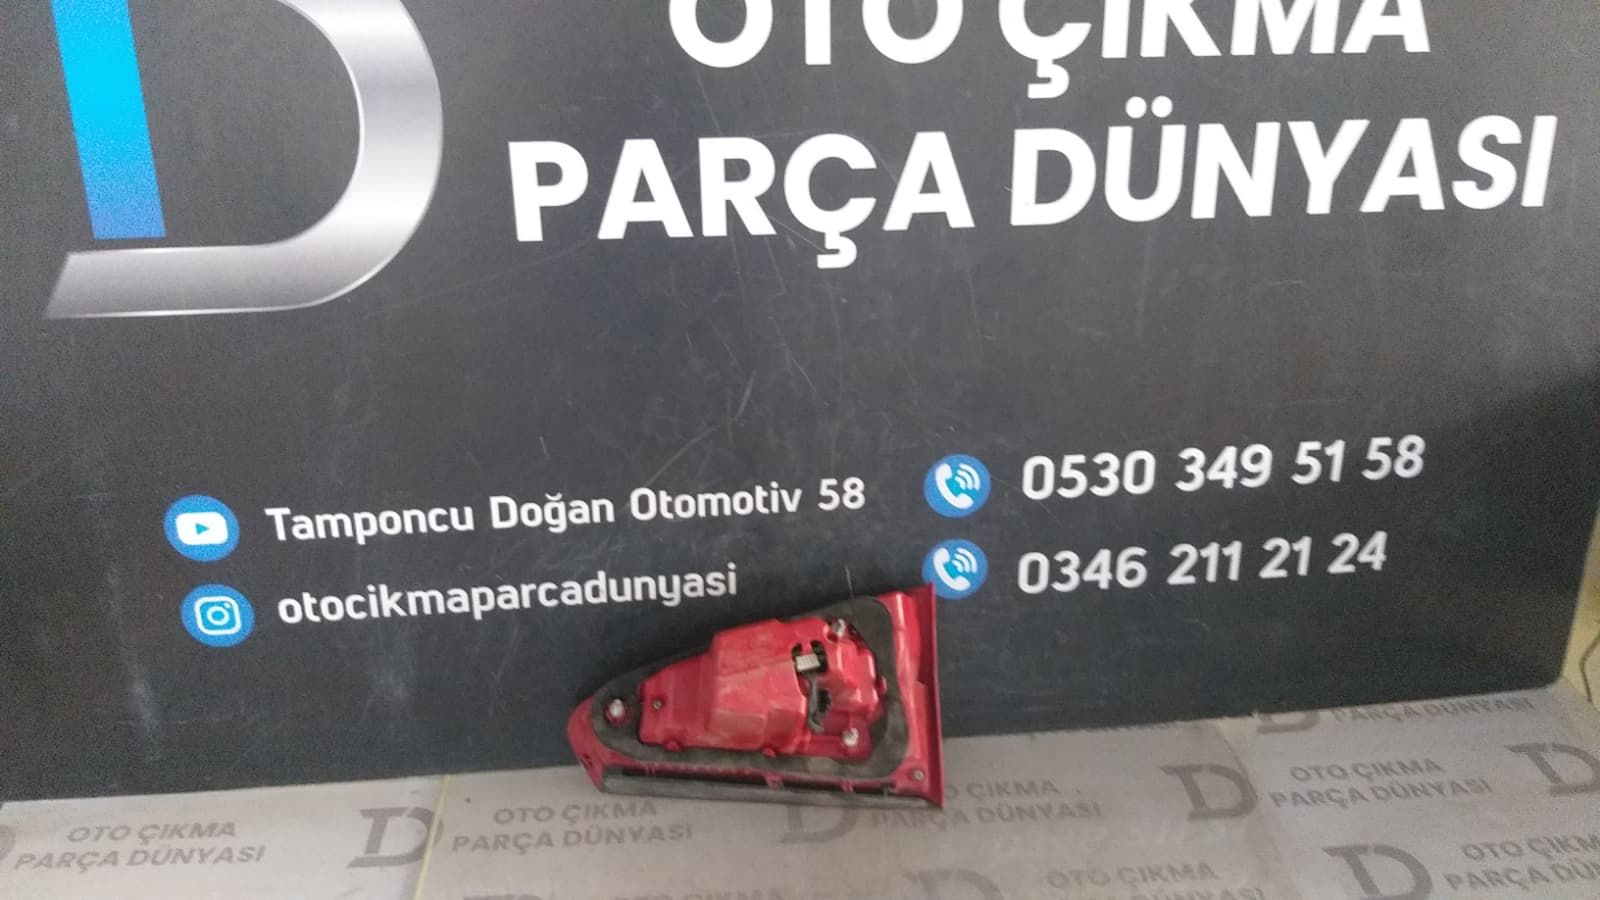 OTO ÇIKMA
PARÇA DÜNYASI
Tamponcu Doğan Otomotiv 58
otocikmaparcadunyasi
0530 349 51 58
0346 211 21 24
PARÇA DÜNYASI
OTO ÇIKMA
PARÇA DÜNYASI
OTO ÇIKMA
PARÇA DÜNYASI
OTO ÇIKMA
PARÇA DÜNYASI
OTO ÇIKMA
PARÇA DÜNYASI
OTO ÇIKMA